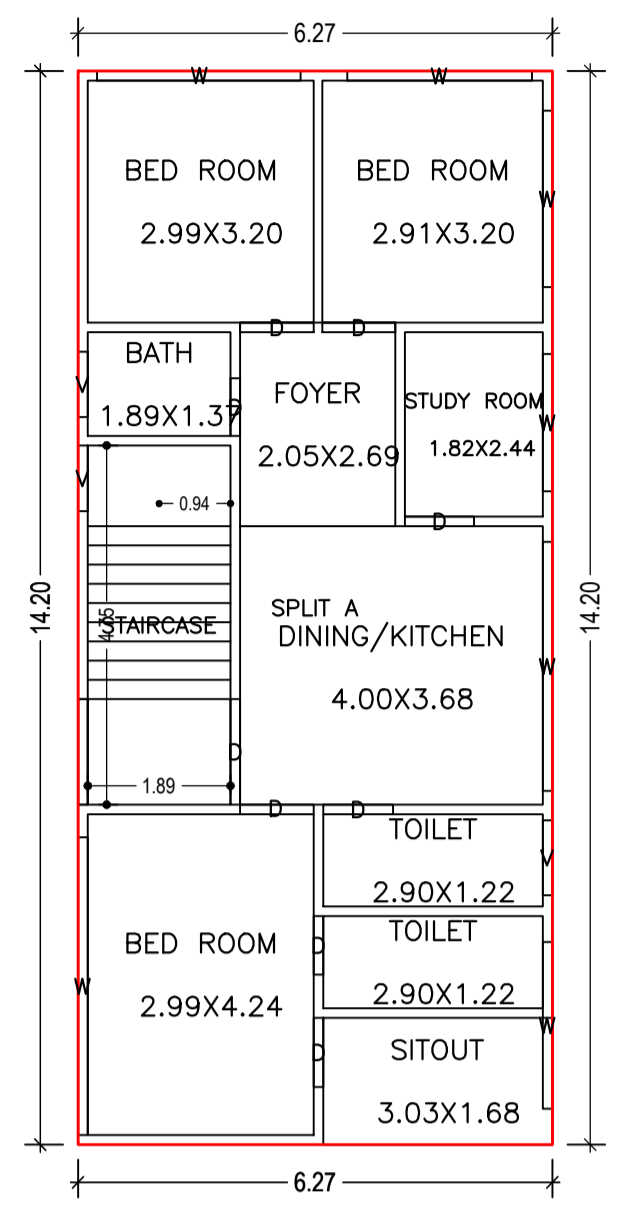 6.27
W W
BED ROOM BED ROOM
W
2.99X3.20 2.91X3.20
D D
BATH
V
FOYER
STUDY ROOM
D
1.89X1.37
W
2.05X2.69 1.82X2.44
V
0.94
D
14.20
14.20
4.75
SPLIT A
STAIRCASE
DINING/KITCHEN
W
4.00X3.68
D
1.89
D D
TOILET
V
2.90X1.22
TOILET
BED ROOM
D
W
2.99X4.24
2.90X1.22
W
SITOUT
D
3.03X1.68
6.27